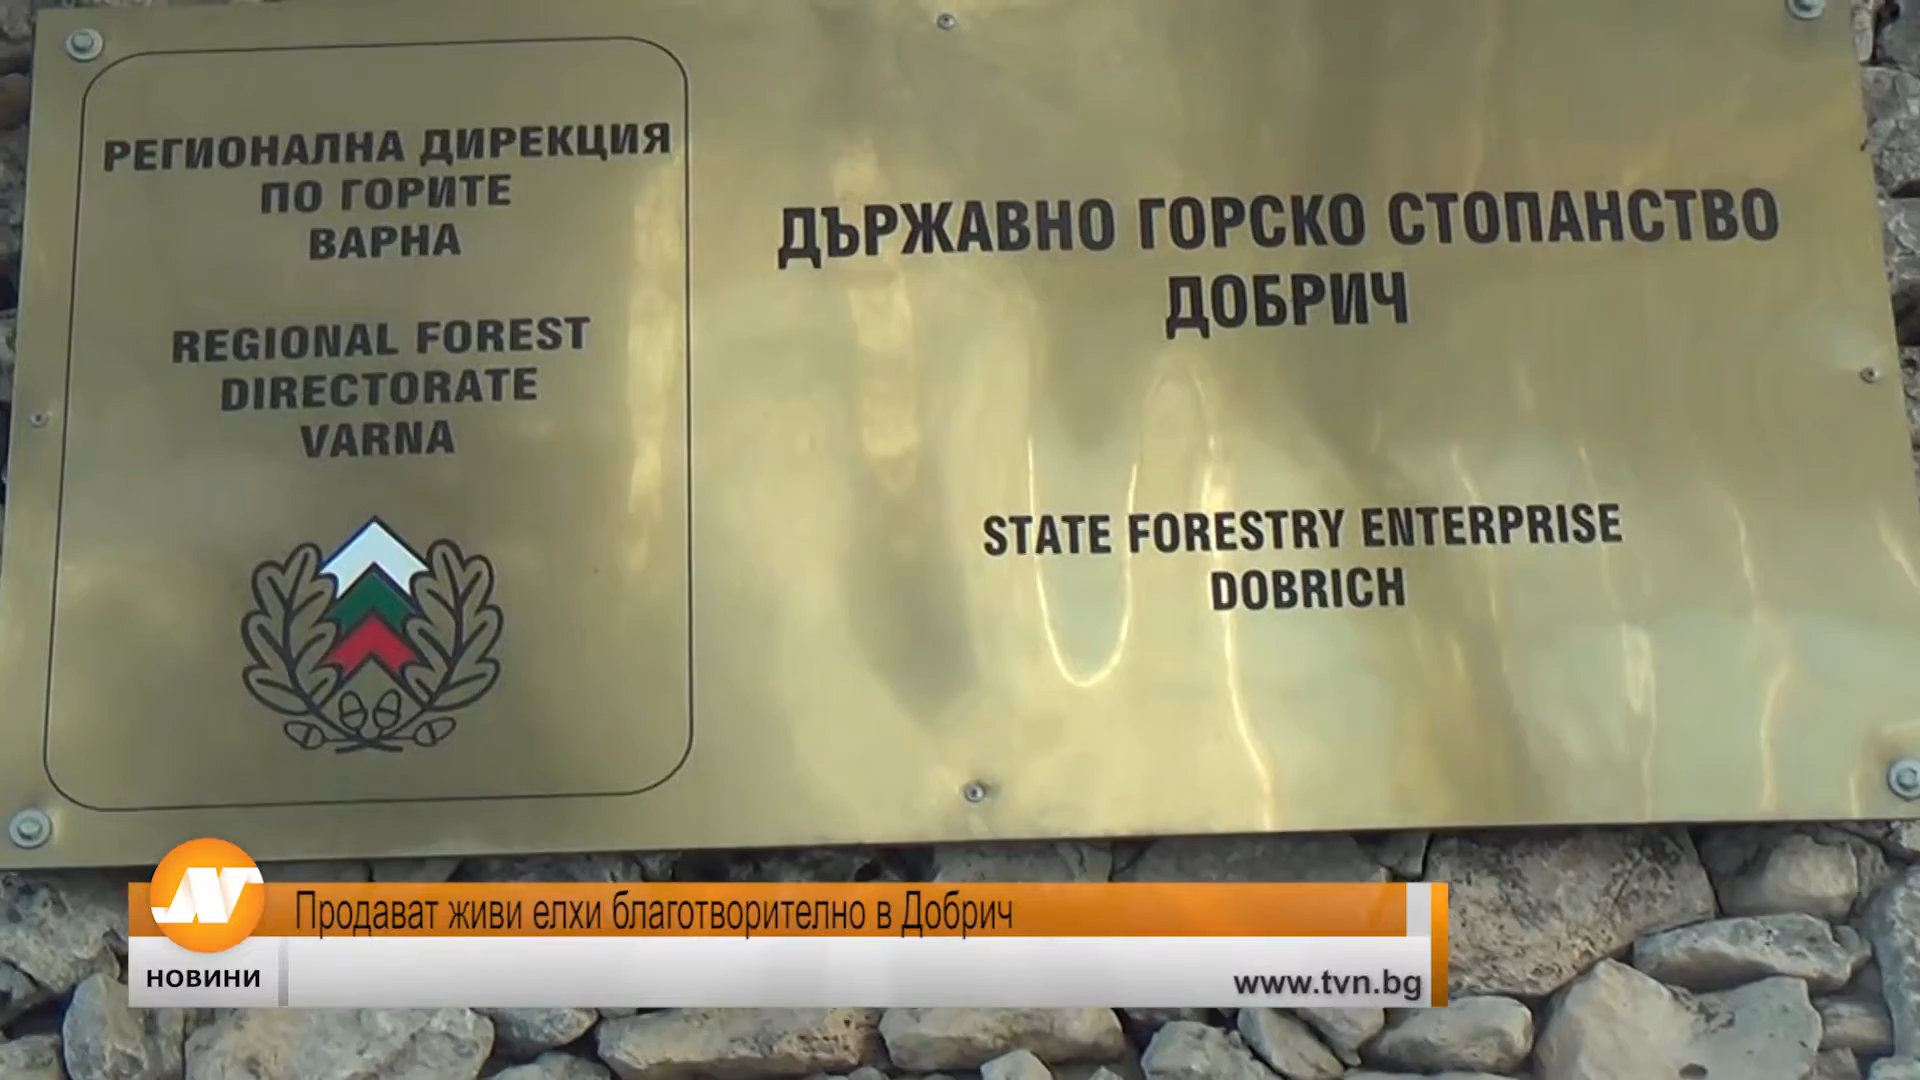 РЕГИОНАЛНА ДИРЕКЦИЯ
ПО ГОРИТЕ
ВАРНА
REGIONAL FOREST
DIRECTORATE
VARNA
ДЪРЖАВНО ГОРСКО СТОПАНСТВО
ДОБРИЧ
STATE FORESTRY ENTERPRISE
DOBRICH
Продават живи елхи благотворително в Добрич
НОВИНИ
www.tvn.bg